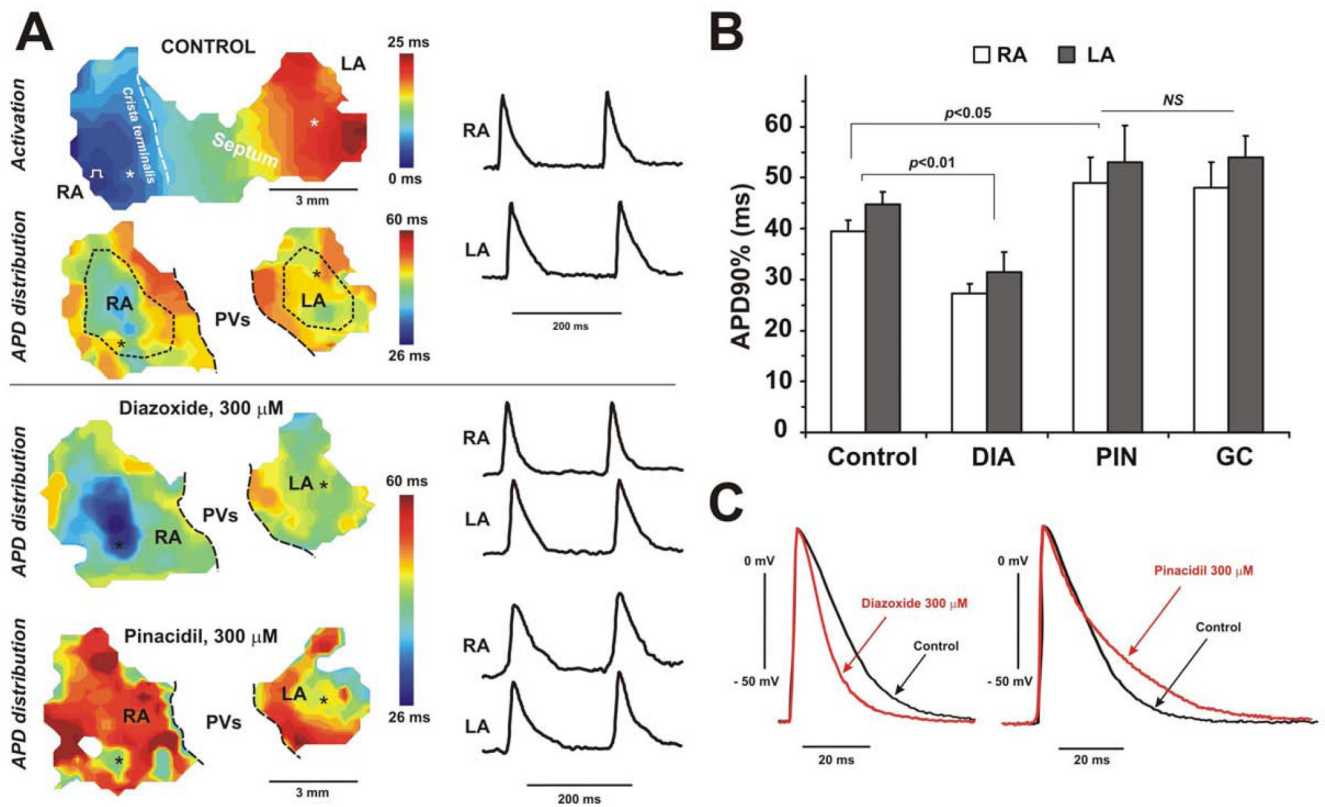 A
CONTROL
Activation
25 ms
0 ms
LA
RA
Crista terminalis
Septum
*
*
3 mm
APD distribution
60 ms
26 ms
RA
*
PVs
LA
*
RA
LA
200 ms
Diazoxide, 300 µM
APD distribution
RA
*
PVs
LA
*
60 ms
26 ms
RA
LA
Pinacidil, 300 µM
APD distribution
RA
*
PVs
LA
*
3 mm
RA
LA
200 ms
B
RA LA
APD90% (ms)
60
50
40
30
20
10
0
p<0.05
p<0.01
NS
Control DIA PIN GC
C
0 mV
- 50 mV
Diazoxide 300 µM
Control
20 ms
0 mV
- 50 mV
Pinacidil 300 µM
Control
20 ms